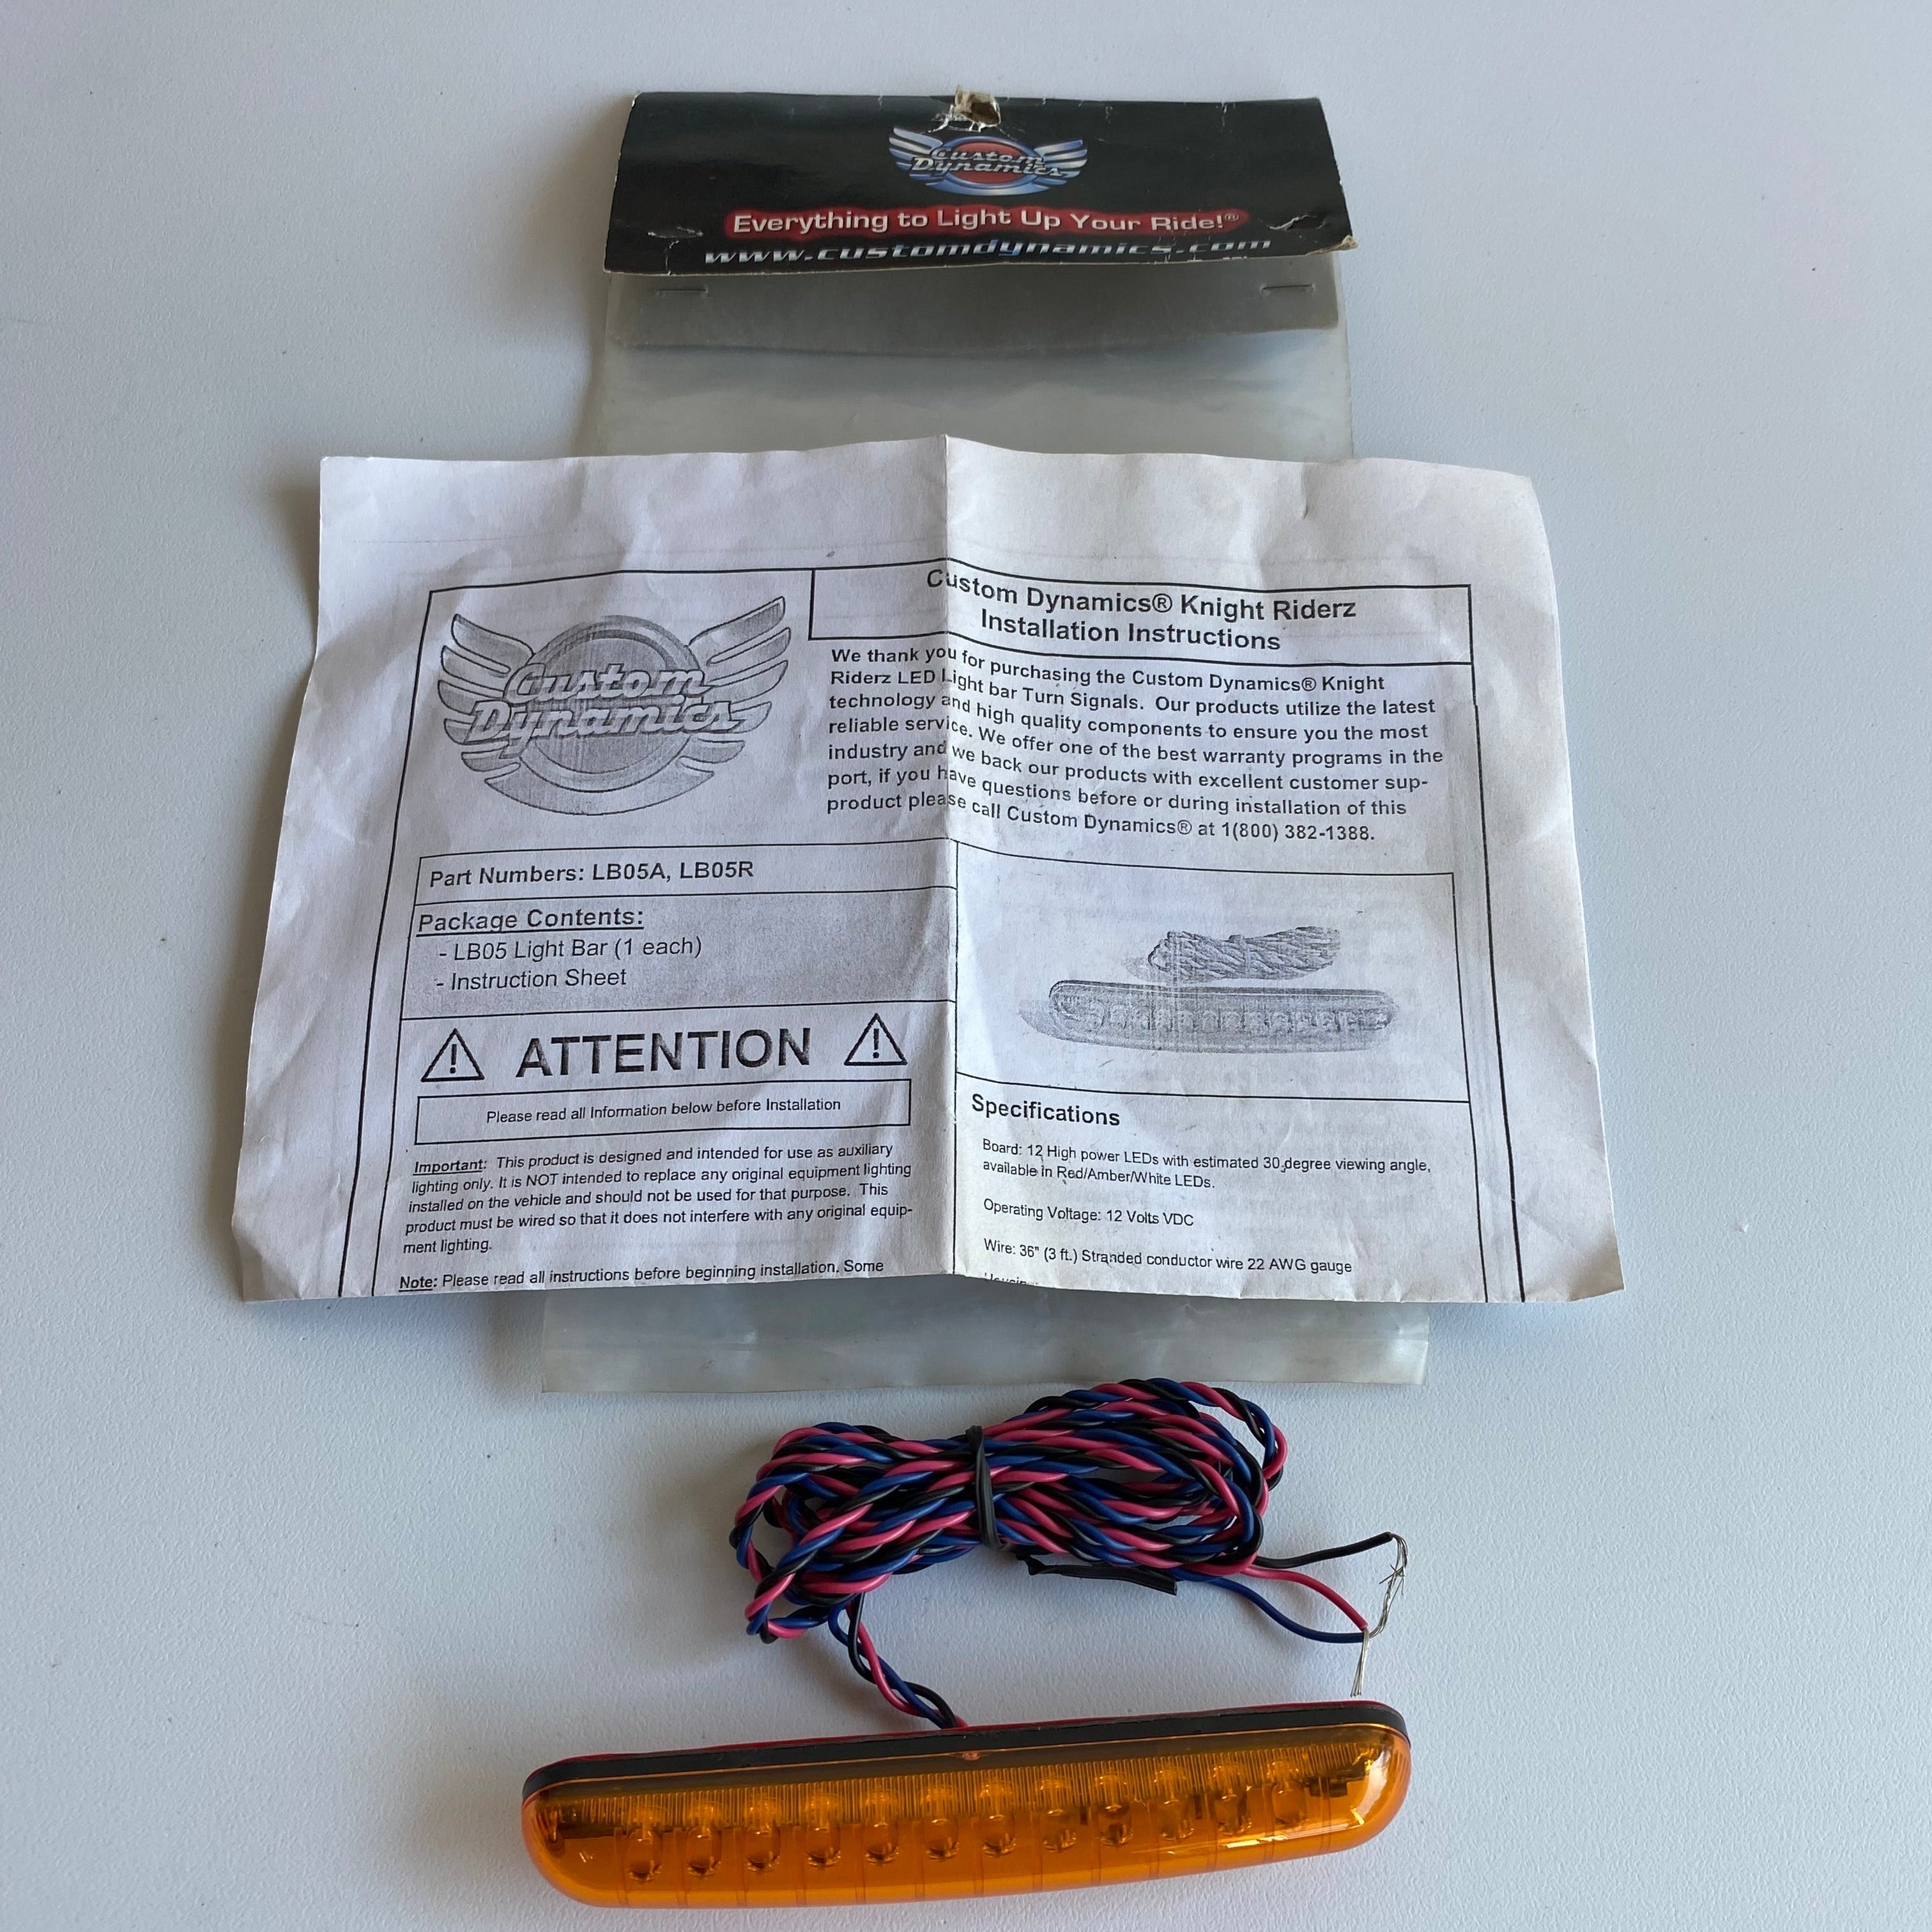 Custom
Dynamics
Everything to Light Up Your Ride!®
www.customdynamics.com
Custom
Dynamics
Custom Dynamics® Knight Riderz
Installation Instructions
We thank you for purchasing the Custom Dynamics® Knight
Riderz LED Light bar Turn Signals. Our products utilize the latest
technology and high quality components to ensure you the most
reliable service. We offer one of the best warranty programs in the
industry and we back our products with excellent customer sup-
port, if you have questions before or during installation of this
product please call Custom Dynamics® at 1(800) 382-1388.
Part Numbers: LB05A, LB05R
Package Contents:
- LB05 Light Bar (1 each)
- Instruction Sheet
ATTENTION
Please read all Information below before Installation
Important: This product is designed and intended for use as auxiliary
lighting only. It is NOT intended to replace any original equipment lighting
installed on the vehicle and should not be used for that purpose. This
product must be wired so that it does not interfere with any original equip-
ment lighting.
Note: Please read all instructions before beginning installation. Some
Specifications
Board: 12 High power LEDs with estimated 30 degree viewing angle,
available in Red/Amber/White LEDs.
Operating Voltage: 12 Volts VDC
Wire: 36" (3 ft.) Stranded conductor wire 22 AWG gauge